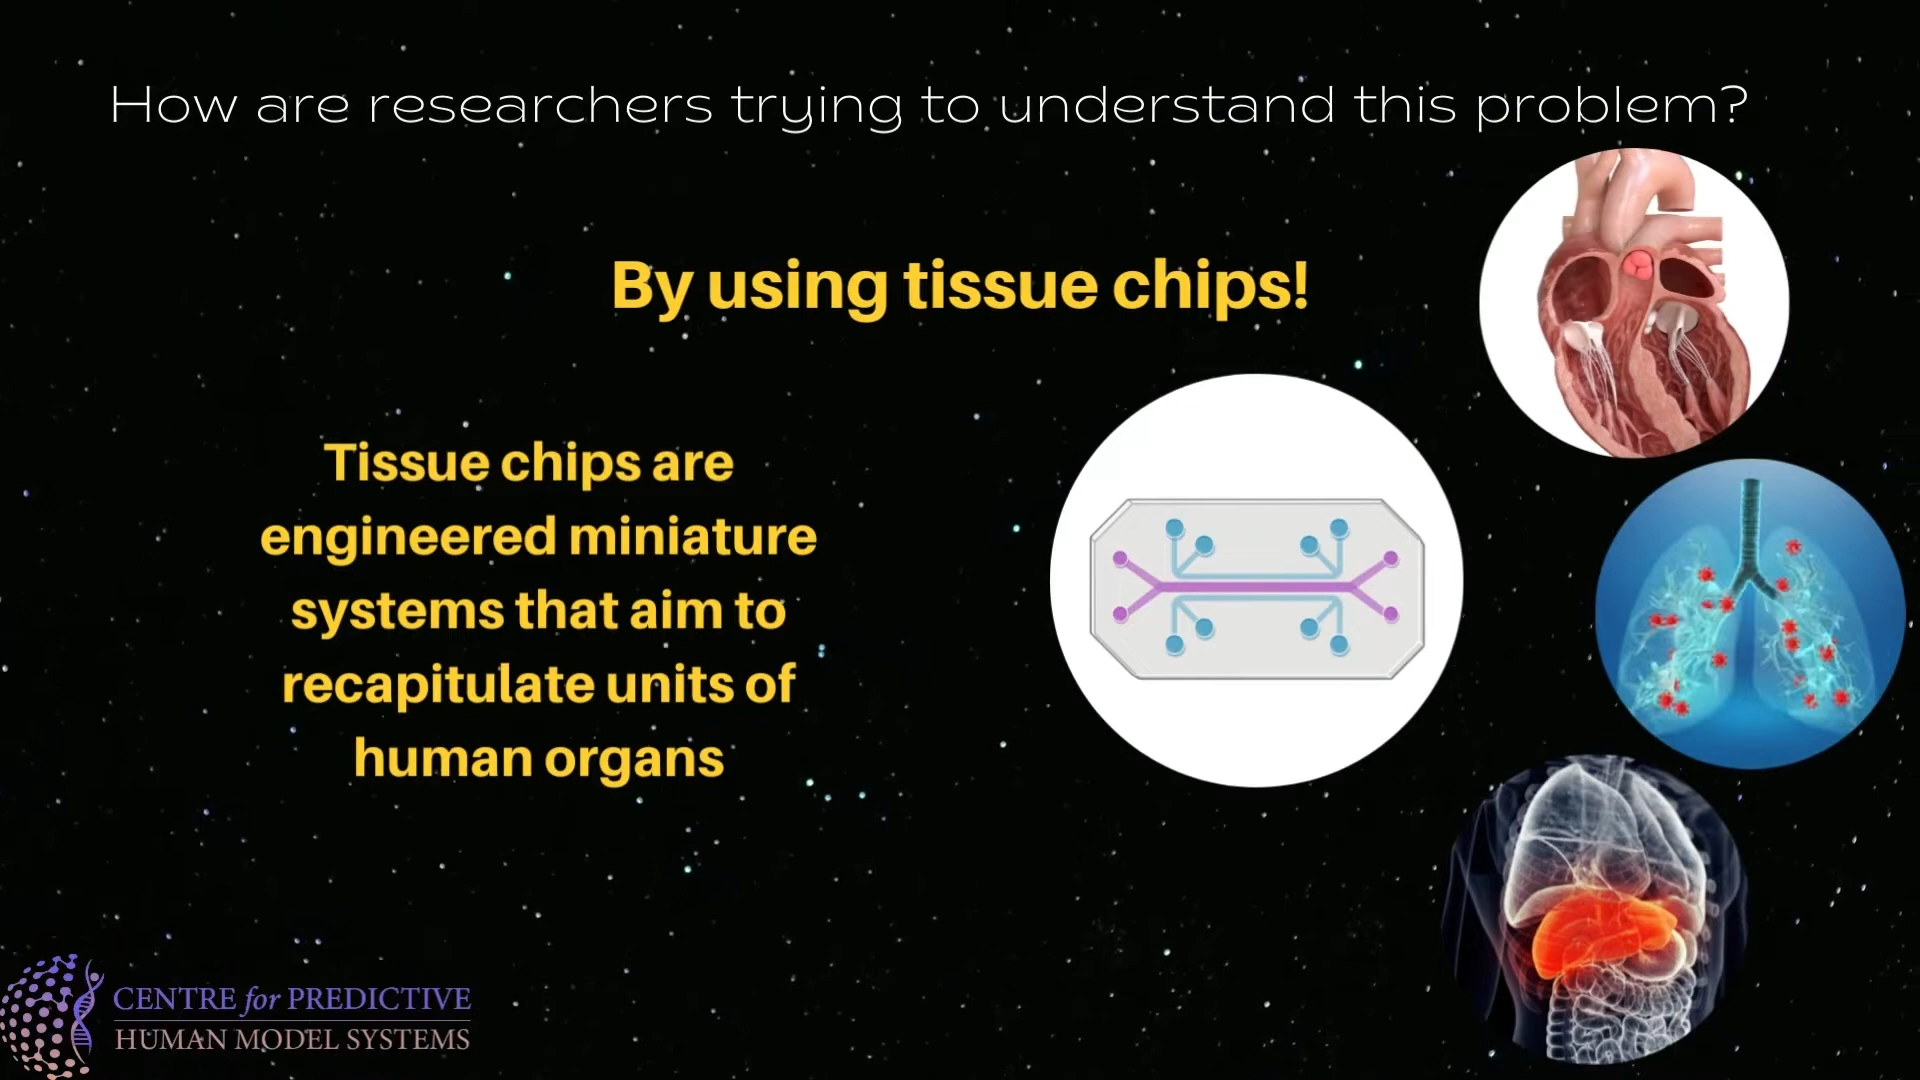 How are researchers trying to understand this problem?
By using tissue chips!
Tissue chips are
engineered miniature
systems that aim to
recapitulate units of
human organs
CENTRE for PREDICTIVE
HUMAN MODEL SYSTEMS